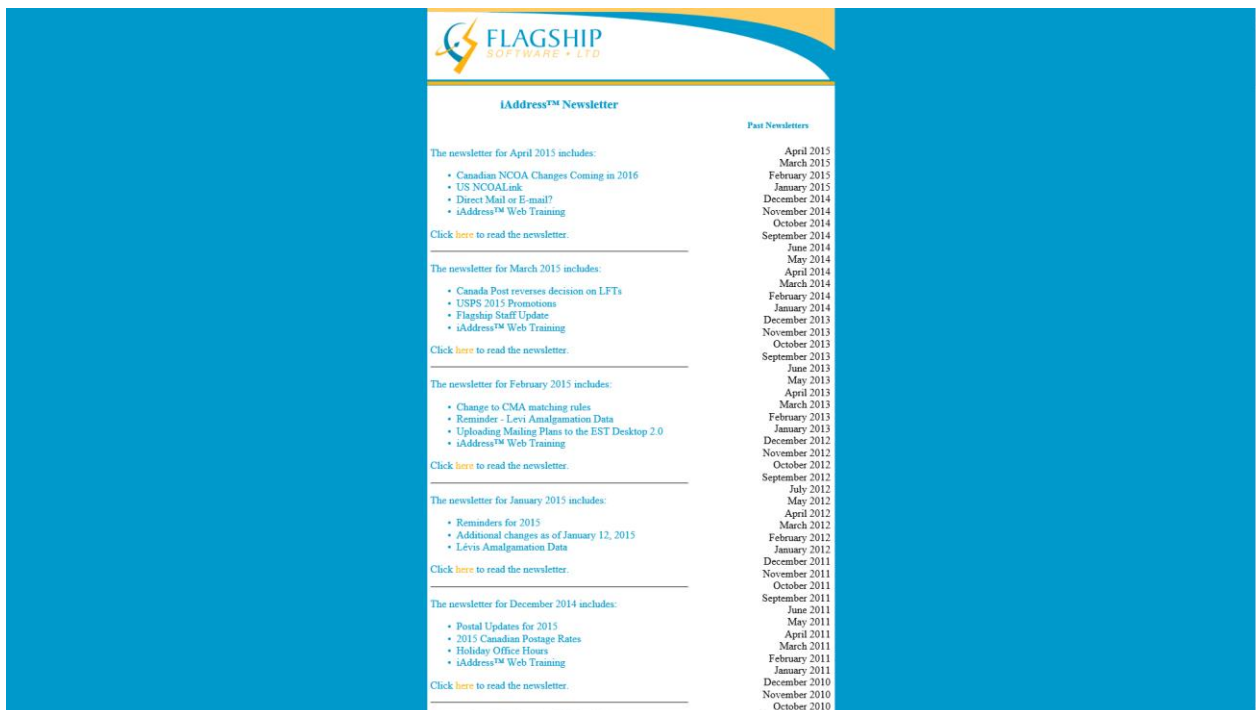 FLAGSHIP
SOFTWARE • LTD
iAddress™ Newsletter
The newsletter for April 2015 includes:
• Canadian NCOA Changes Coming in 2016
• US NCOALink
• Direct Mail or E-mail?
• iAddress™ Web Training
Click here to read the newsletter.
The newsletter for March 2015 includes:
• Canada Post reverses decision on LFTs
• USPS 2015 Promotions
• Flagship Staff Update
• iAddress™ Web Training
Click here to read the newsletter.
The newsletter for February 2015 includes:
• Change to CMA matching rules
• Reminder - Levi Amalgamation Data
• Uploading Mailing Plans to the EST Desktop 2.0
• iAddress™ Web Training
Click here to read the newsletter.
The newsletter for January 2015 includes:
• Reminders for 2015
• Additional changes as of January 12, 2015
• Lévis Amalgamation Data
Click here to read the newsletter.
The newsletter for December 2014 includes:
• Postal Updates for 2015
• 2015 Canadian Postage Rates
• Holiday Office Hours
• iAddress™ Web Training
Click here to read the newsletter.
Past Newsletters
April 2015
March 2015
February 2015
January 2015
December 2014
November 2014
October 2014
September 2014
June 2014
May 2014
April 2014
March 2014
February 2014
January 2014
December 2013
November 2013
October 2013
September 2013
June 2013
May 2013
April 2013
March 2013
February 2013
January 2013
December 2012
November 2012
October 2012
September 2012
July 2012
May 2012
April 2012
March 2012
February 2012
January 2012
December 2011
November 2011
October 2011
September 2011
June 2011
May 2011
April 2011
March 2011
February 2011
January 2011
December 2010
November 2010
October 2010